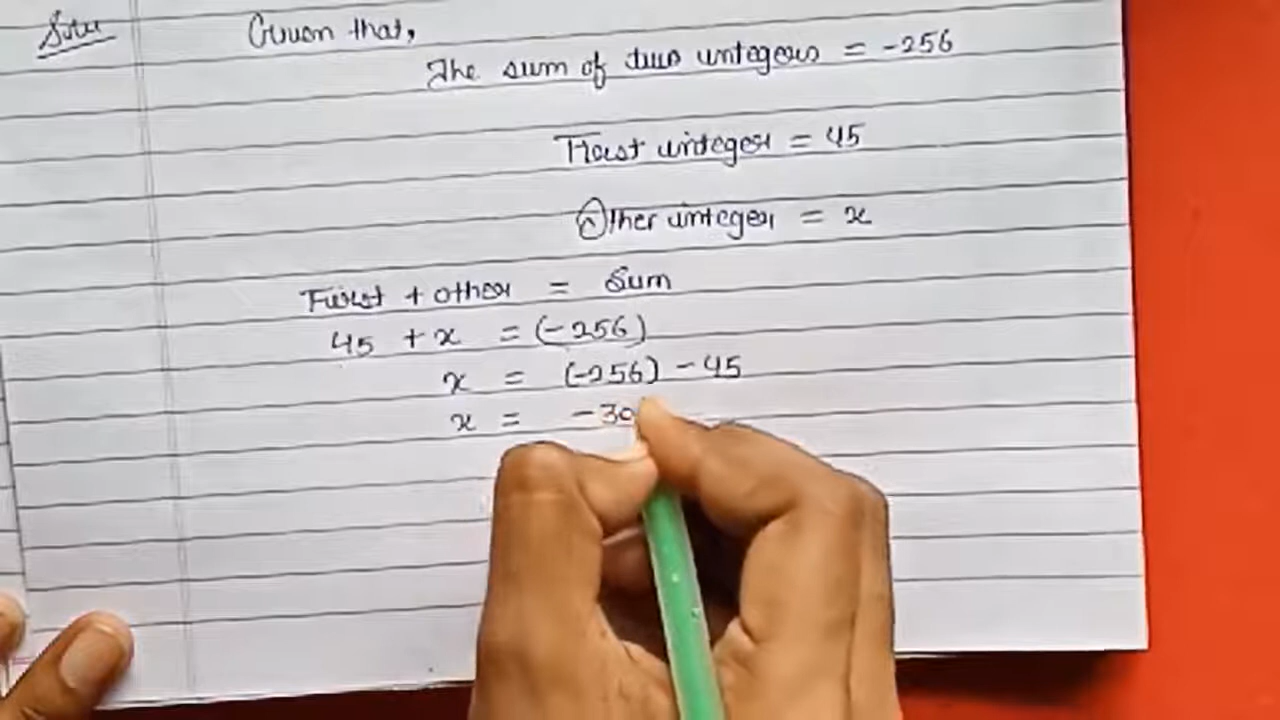 Soln Given that,
The sum of two integers = -256
First integer = 45
Other integer = x
First + other = Sum
45 + x = (-256)
x = (-256) - 45
x = -30